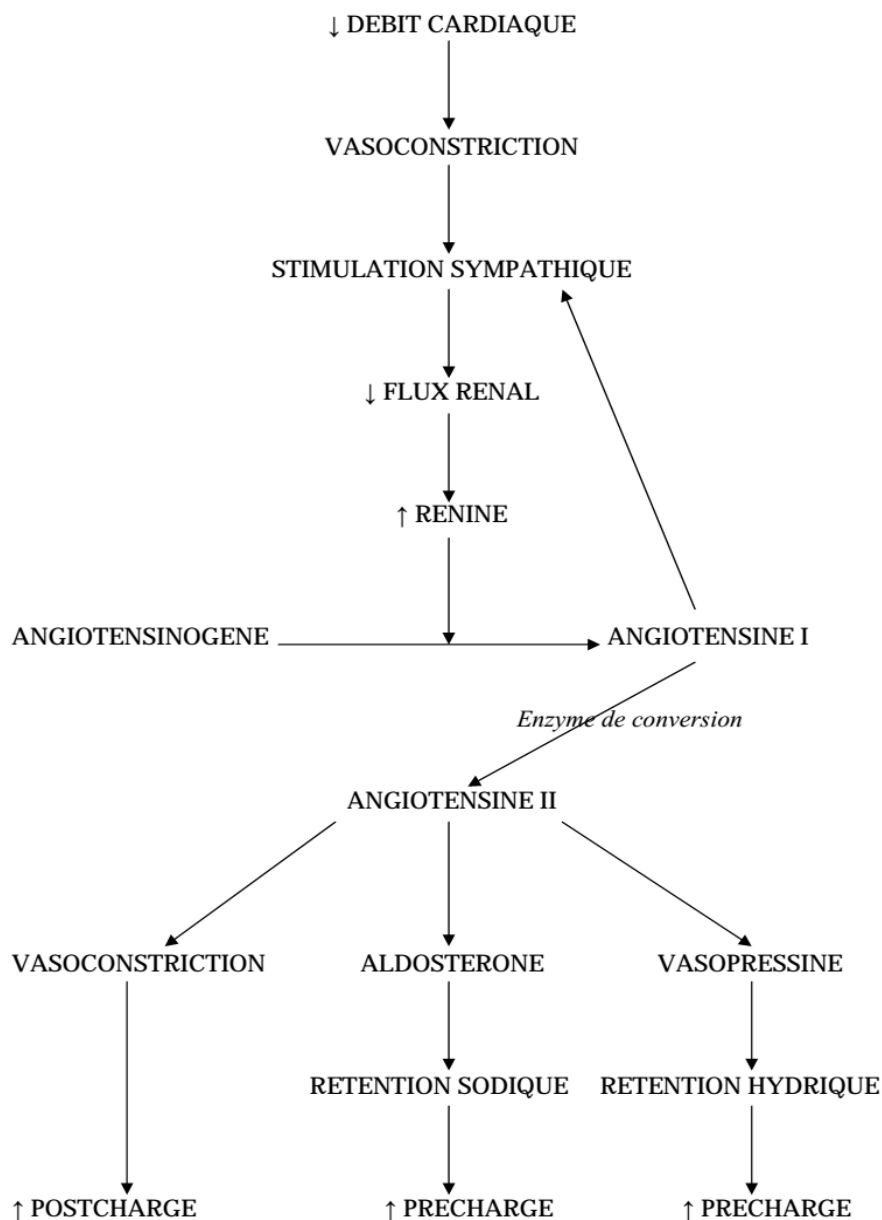 ↓ DEBIT CARDIAQUE
VASOCONSTRICTION
STIMULATION SYMPATHIQUE
↓ FLUX RENAL
↑ RENINE
ANGIOTENSINOGENE ANGIOTENSINE I
Enzyme de conversion
ANGIOTENSINE II
VASOCONSTRICTION ALDOSTERONE VASOPRESSINE
RETENTION SODIQUE RETENTION HYDRIQUE
↑ POSTCHARGE ↑ PRECHARGE ↑ PRECHARGE